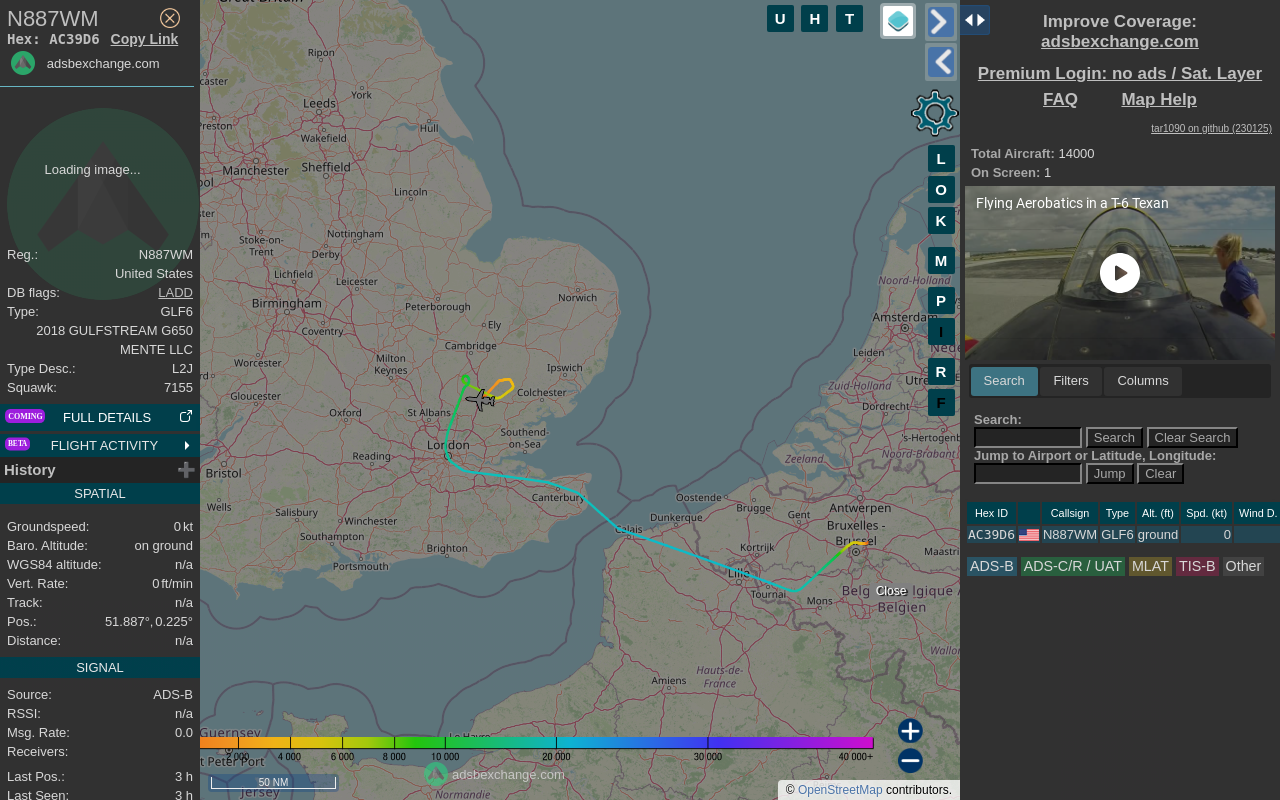 N887WM
Hex: AC39D6 Copy Link
adsbexchange.com
Loading image...
Reg.: N887WM
United States
DB flags: LADD
Type: GLF6
2018 GULFSTREAM G650
MENTE LLC
Type Desc.: L2J
Squawk: 7155
COMING FULL DETAILS
BETA FLIGHT ACTIVITY
History
SPATIAL
Groundspeed: 0 kt
Baro. Altitude: on ground
WGS84 altitude: n/a
Vert. Rate: 0 ft/min
Track: n/a
Pos.: 51.887°, 0.225°
Distance: n/a
SIGNAL
Source: ADS-B
RSSI: n/a
Msg. Rate: 0.0
Receivers:
Last Pos.: 3 h
Last Seen: 3 h
U H T
L
O
K
M
P
I
R
F
Ripon
caster
York
Leeds
Preston
Hull
Wakefield
Manchester
Sheffield
Lincoln
Stoke-on-Trent
Nottingham
Derby
Lichfield
Leicester
Norwich
Birmingham
Peterborough
Ely
Coventry
Cambridge
Worcester
Milton Keynes
Ipswich
Gloucester
Colchester
Oxford
St Albans
Southend-on-Sea
London
Reading
Bristol
Canterbury
Wells
Salisbury
Winchester
Southampton
Brighton
Portsmouth
Noord-Holland
Amsterdam
Leiden
Zuid-Holland
Dordrecht
's-Hertogenb
Noord-Brabant
Zeeland
Oostende
Brugge
Antwerpen
Gent
Dunkerque
Calais
Bruxelles - Brussel
Kortrijk
Maastri
Lille
Tournai
Mons
Close
Belgien
Wallon
Hauts-de-France
Amiens
Guernsey
Le Havre
t Peter Port
Jersey
Normandie
2 000 4 000 6 000 8 000 10 000 20 000 30 000 40 000+
50 NM
adsbexchange.com
© OpenStreetMap contributors.
Improve Coverage:
adsbexchange.com
Premium Login: no ads / Sat. Layer
FAQ Map Help
tar1090 on github (230125)
Total Aircraft: 14000
On Screen: 1
Flying Aerobatics in a T-6 Texan
Search Filters Columns
Search:
Search Clear Search
Jump to Airport or Latitude, Longitude:
Jump Clear
Hex ID Callsign Type Alt. (ft) Spd. (kt) Wind D.
AC39D6 N887WM GLF6 ground 0
ADS-B ADS-C/R / UAT MLAT TIS-B Other